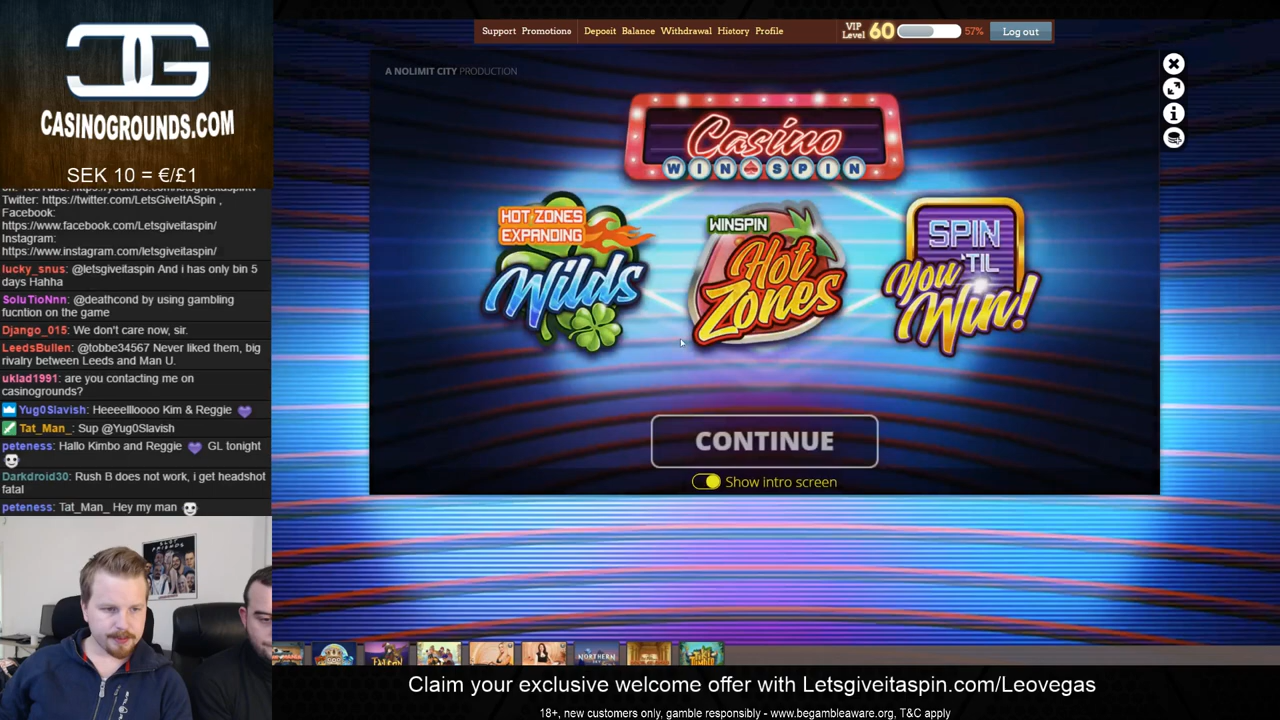 CASINOGROUNDS.COM
SEK 10 = €/£1
Twitter: https://twitter.com/LetsGiveItASpin ,
Facebook:
https://www.facebook.com/Letsgiveitaspin/
Instagram:
https://www.instagram.com/letsgiveitaspin/
lucky_snus: @letsgiveitaspin And i has only bin 5
days Hahha
SoluTioNnn: @deathcond by using gambling
fucntion on the game
Django_015: We don't care now, sir.
LeedsBullen: @tobbe34567 Never liked them, big
rivalry between Leeds and Man U.
uklad1991: are you contacting me on
casinogrounds?
Yug0Slavish: Heeeellloooo Kim & Reggie
Tat_Man_: Sup @Yug0Slavish
peteness: Hallo Kimbo and Reggie GL tonight
Darkdroid30: Rush B does not work, i get headshot
fatal
peteness: Tat_Man_ Hey my man
Support Promotions Deposit Balance Withdrawal History Profile
VIP Level 60 57% Log out
A NOLIMIT CITY PRODUCTION
Casino
WINSPIN
HOT ZONES
EXPANDING
Wilds
WINSPIN
Hot
Zones
SPIN
'TIL
You
Win!
CONTINUE
Show intro screen
NORTHERN
Claim your exclusive welcome offer with Letsgiveitaspin.com/Leovegas
18+, new customers only, gamble responsibly - www.begambleaware.org, T&C apply